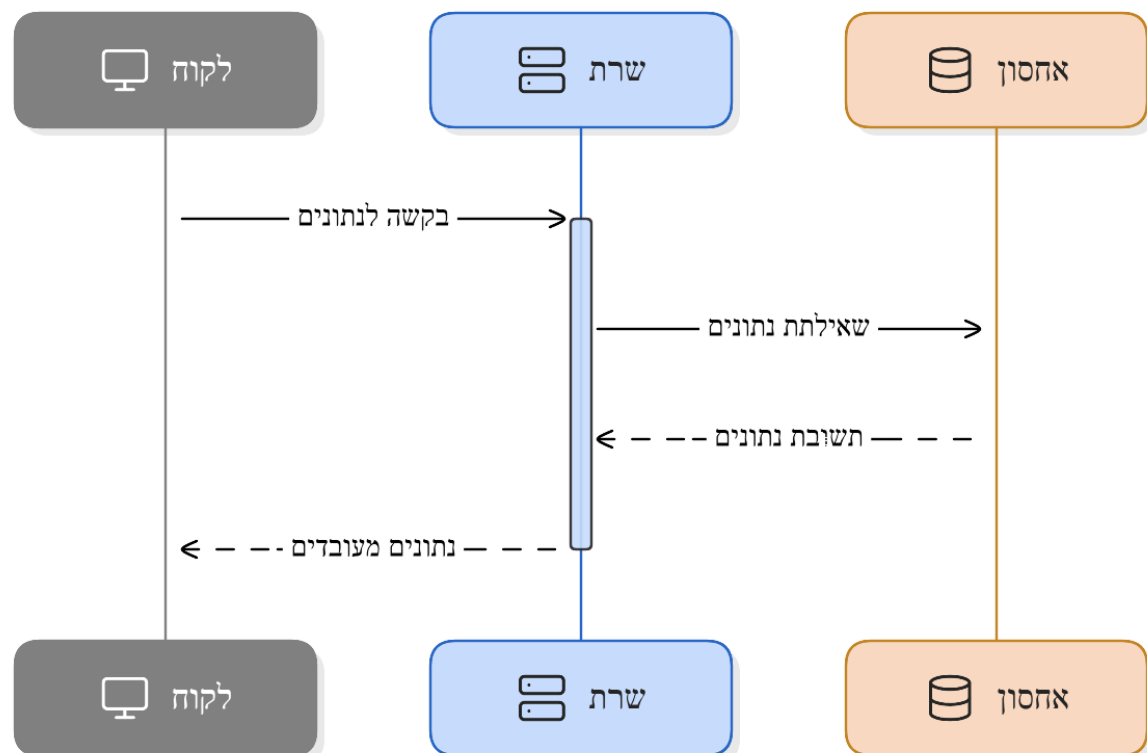 לקוח
שרת
אחסון
בקשה לנתונים
שאילתת נתונים
תשובת נתונים
נתונים מעובדים
לקוח
שרת
אחסון